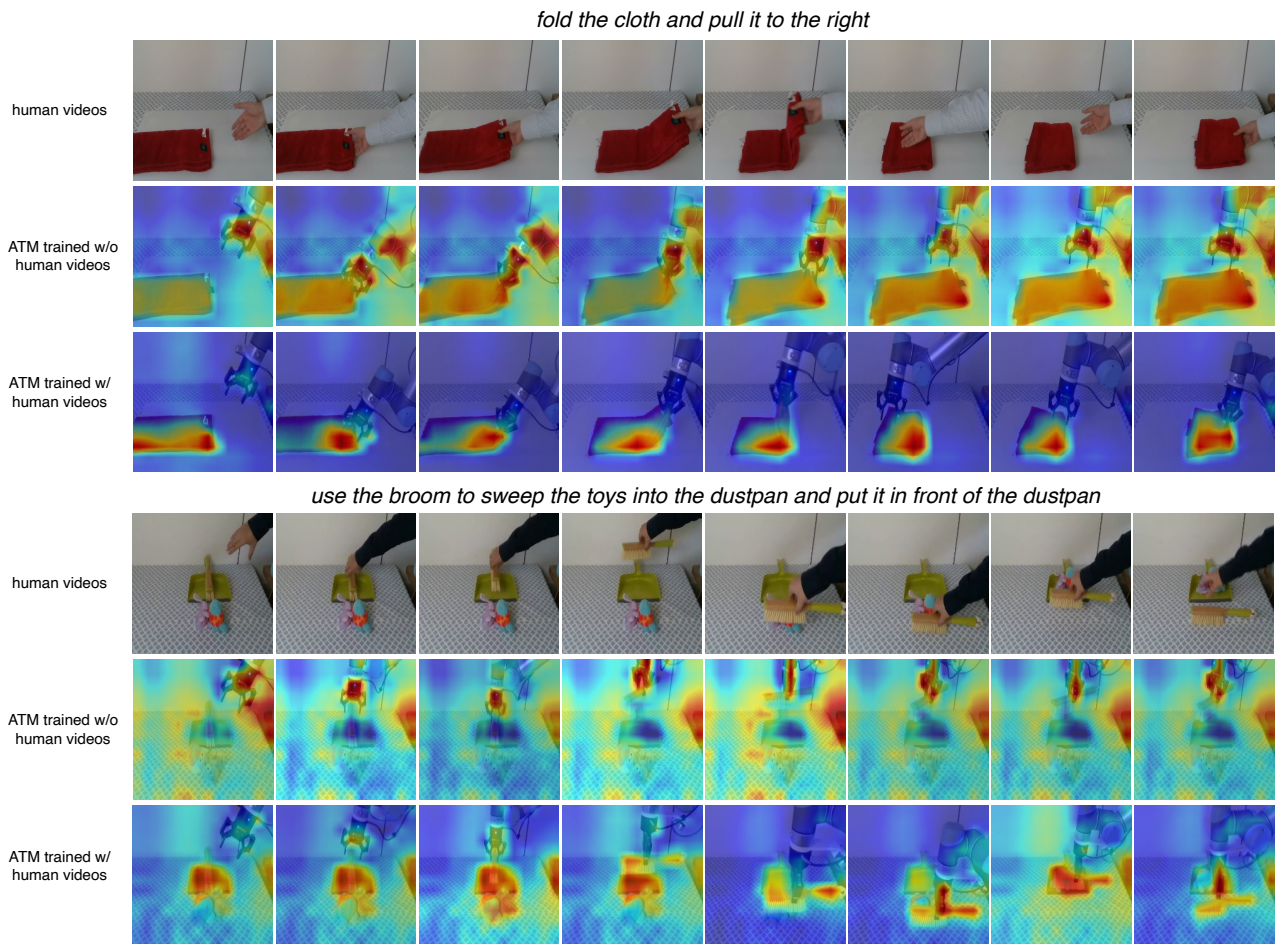 fold the cloth and pull it to the right
human videos
ATM trained w/o
human videos
ATM trained w/
human videos
use the broom to sweep the toys into the dustpan and put it in front of the dustpan
human videos
ATM trained w/o
human videos
ATM trained w/
human videos